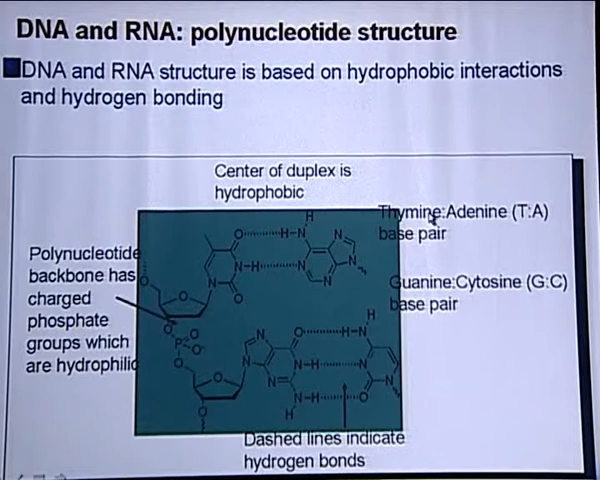 DNA and RNA: polynucleotide structure
DNA and RNA structure is based on hydrophobic interactions
and hydrogen bonding
Center of duplex is
hydrophobic
Thymine:Adenine (T:A)
base pair
Polynucleotide
backbone has
charged
phosphate
groups which
are hydrophilic
Guanine:Cytosine (G:C)
base pair
H
O H-N N
N-H N
N N
N O
O
O
O
P O
O-
O
O
O
N O H-N H
N N-H N
N N-H O N
H
Dashed lines indicate
hydrogen bonds